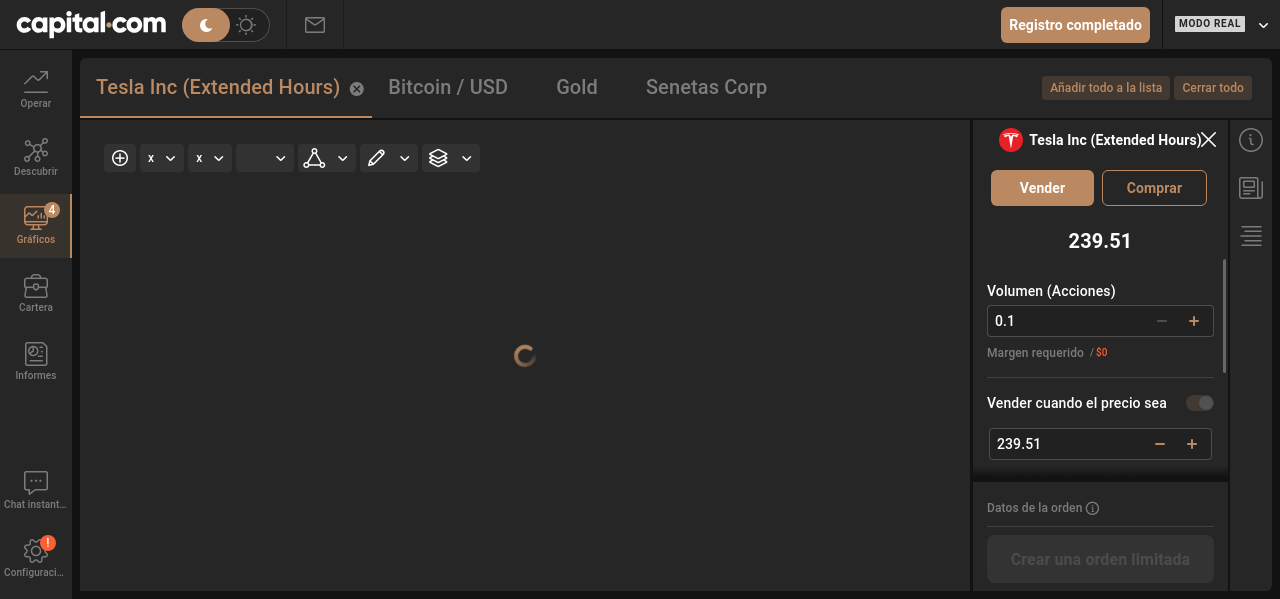 capital.com
Registro completado
MODO REAL
Operar
Descubrir
4
Gráficos
Cartera
Informes
Chat instant...
!
Configuraci...
Tesla Inc (Extended Hours)
Bitcoin / USD
Gold
Senetas Corp
Añadir todo a la lista
Cerrar todo
x
x
Tesla Inc (Extended Hours)
Vender
Comprar
239.51
Volumen (Acciones)
0.1
Margen requerido / $0
Vender cuando el precio sea
239.51
Datos de la orden
Crear una orden limitada